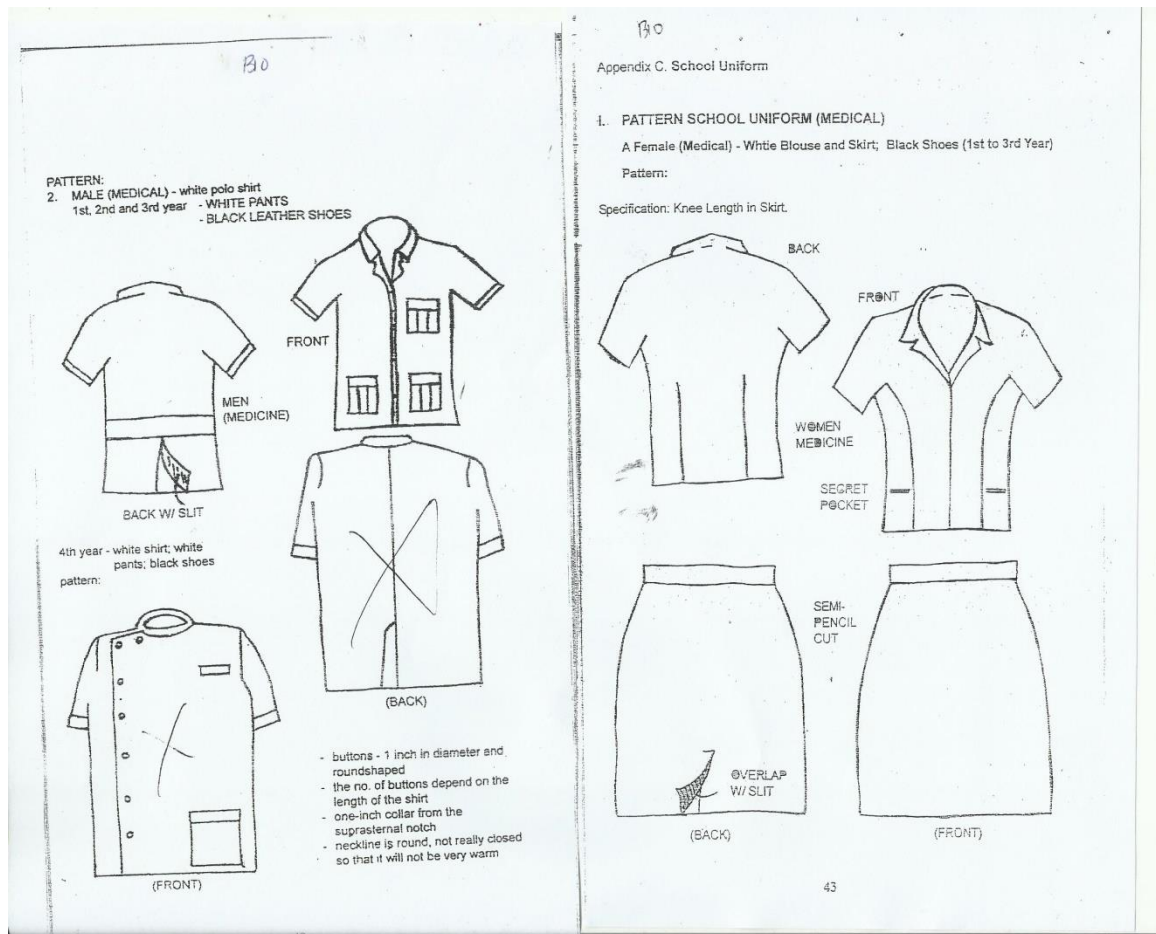 PATTERN:
2. MALE (MEDICAL) - white polo shirt
1st, 2nd and 3rd year - WHITE PANTS
- BLACK LEATHER SHOES
FRONT
MEN
(MEDICINE)
BACK W/ SLIT
4th year - white shirt; white
pants; black shoes
pattern:
(BACK)
(FRONT)
- buttons - 1 inch in diameter and
roundshaped
- the no. of buttons depend on the
length of the shirt
- one-inch collar from the
suprasternal notch
- neckline is round, not really closed
so that it will not be very warm
Appendix C. School Uniform
I. PATTERN SCHOOL UNIFORM (MEDICAL)
A Female (Medical) - Whtie Blouse and Skirt; Black Shoes (1st to 3rd Year)
Pattern:
Specification: Knee Length in Skirt.
BACK
FRONT
WOMEN
MEDICINE
SEGRET
POCKET
SEMI-
PENCIL
CUT
OVERLAP
W/ SLIT
(BACK)
(FRONT)
43